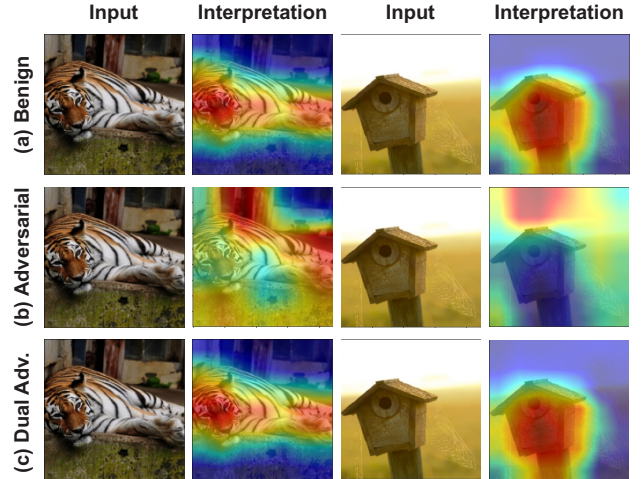 Input Interpretation Input Interpretation
(a) Benign
(b) Adversarial
(c) Dual Adv.